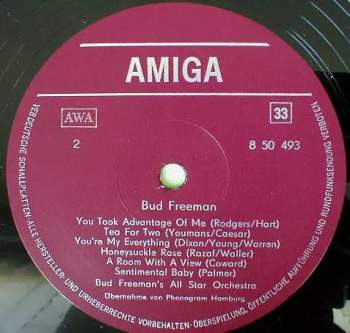 AMIGA
AWA
33
2
8 50 493
Bud Freeman
You Took Advantage Of Me (Rodgers/Hart)
Tea For Two (Youmans/Caesar)
You're My Everything (Dixon/Young/Warren)
Honeysuckle Rose (Razaf/Waller)
A Room With A View (Coward)
Sentimental Baby (Palmer)
Bud Freeman's All Star Orchestra
Übernahme von Phonogram Hamburg
VEB DEUTSCHE SCHALLPLATTEN · ALLE HERSTELLER- UND URHEBERRECHTE VORBEHALTEN · ÜBERSPIELUNG, ÖFFENTLICHE AUFFÜHRUNG UND RUNDFUNKSENDUNG VERBOTEN